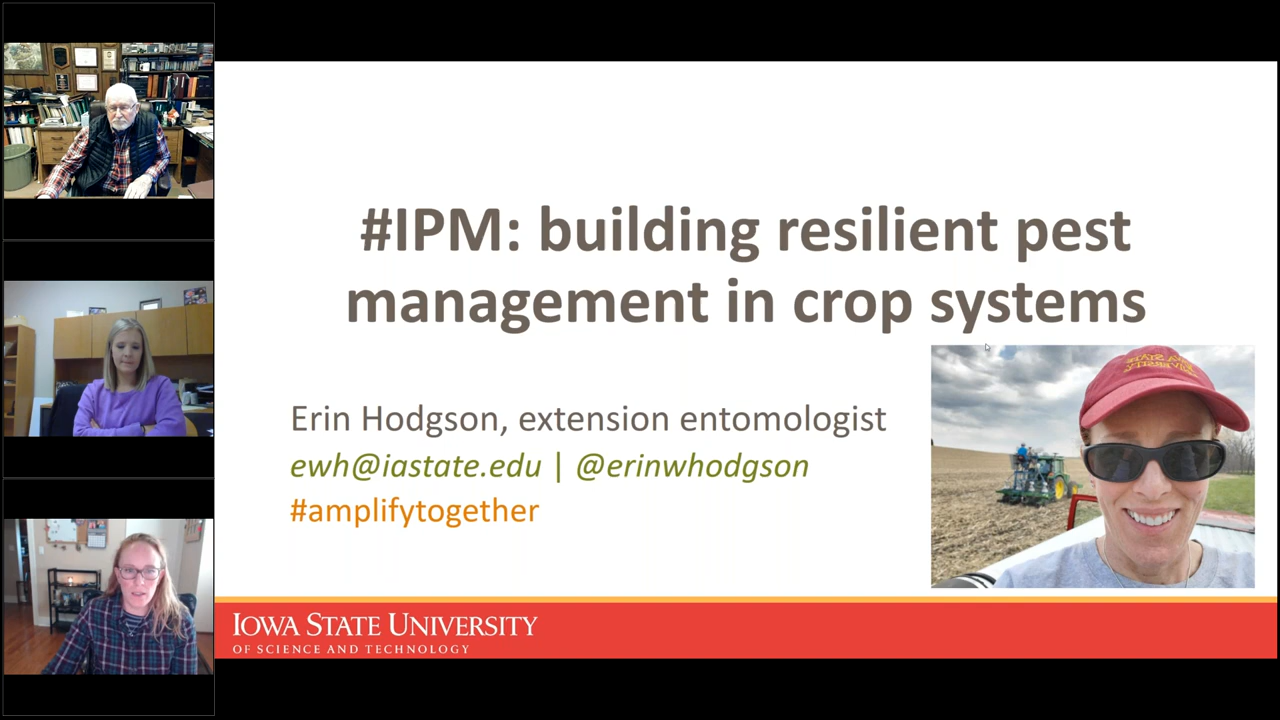 #IPM: building resilient pest
management in crop systems
Erin Hodgson, extension entomologist
ewh@iastate.edu | @erinwhodgson
#amplifytogether
IOWA STATE UNIVERSITY
OF SCIENCE AND TECHNOLOGY